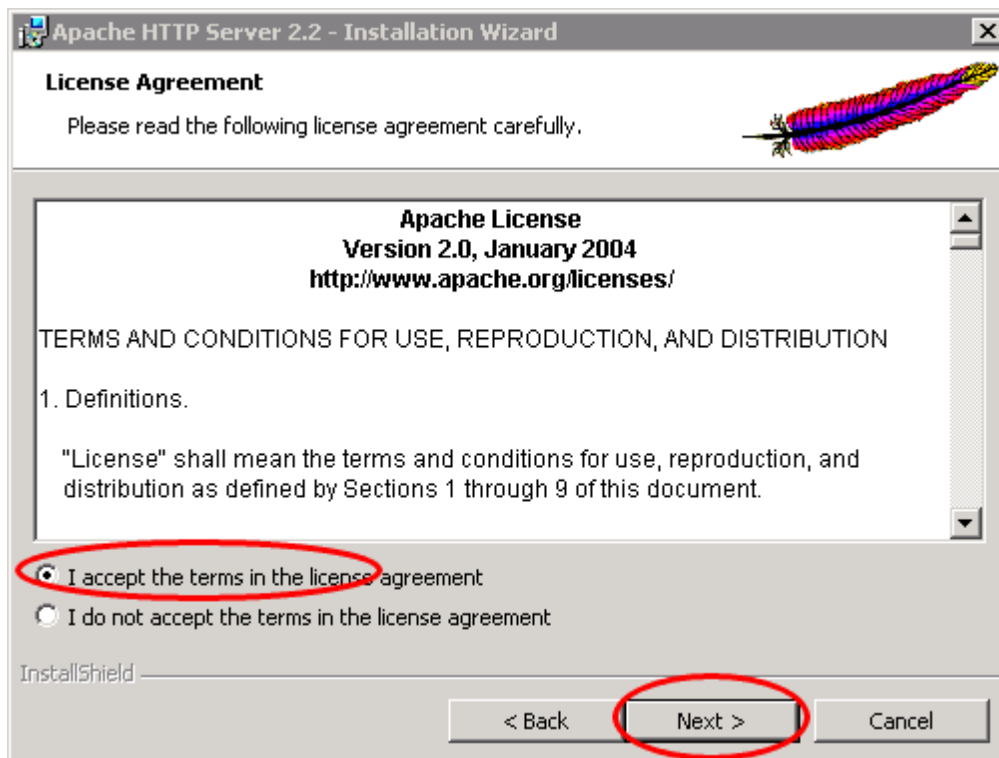 Apache HTTP Server 2.2 - Installation Wizard
License Agreement
Please read the following license agreement carefully.
Apache License
Version 2.0, January 2004
http://www.apache.org/licenses/
TERMS AND CONDITIONS FOR USE, REPRODUCTION, AND DISTRIBUTION
1. Definitions.
"License" shall mean the terms and conditions for use, reproduction, and
distribution as defined by Sections 1 through 9 of this document.
I accept the terms in the license agreement
I do not accept the terms in the license agreement
InstallShield
< Back Next > Cancel